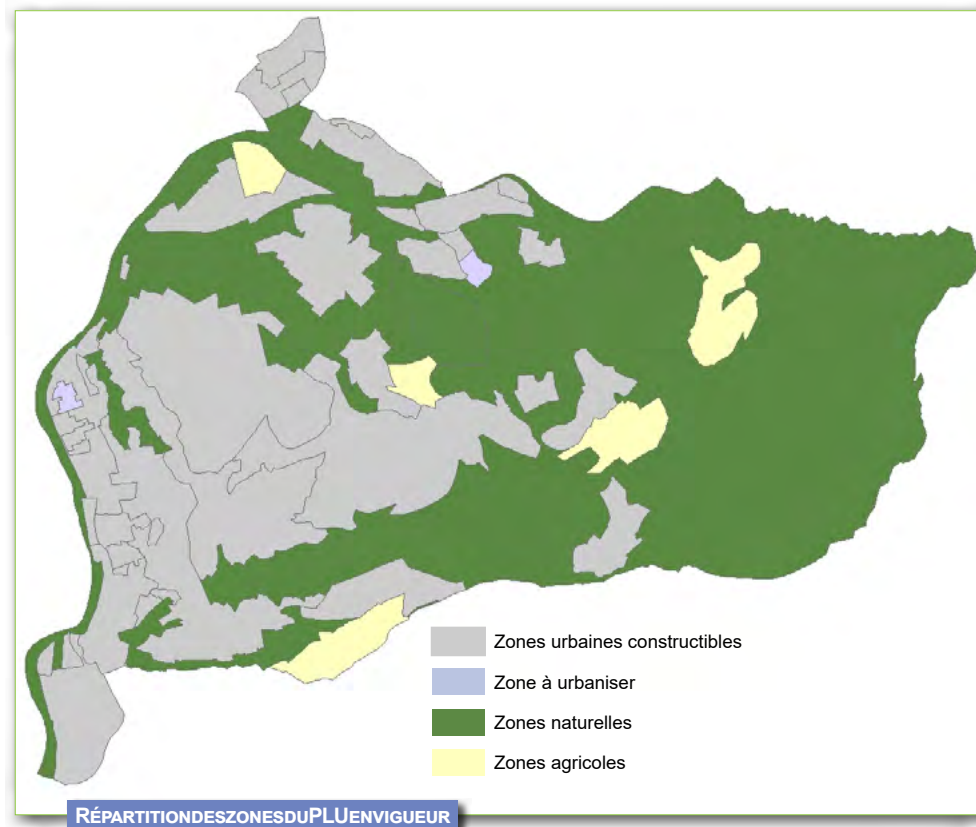 Zones urbaines constructibles
Zone à urbaniser
Zones naturelles
Zones agricoles
RÉPARTITIONDESZONESDUPLUENVIGUEUR